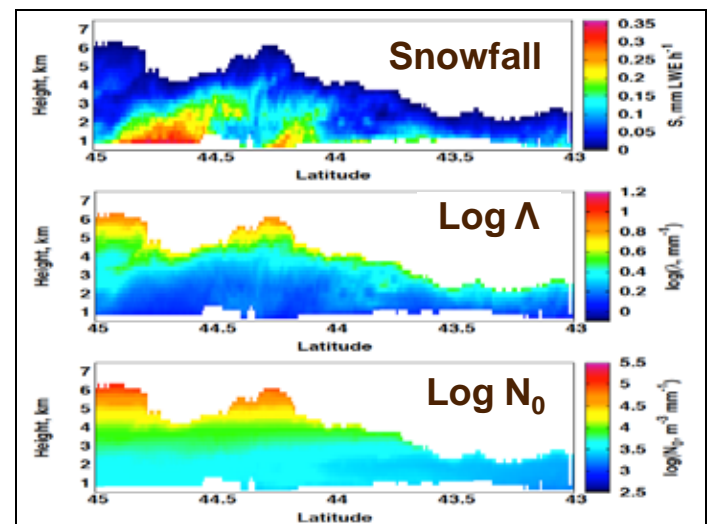 Snowfall
Height, km
7
6
5
4
3
2
1
45 44.5 44 43.5 43
Latitude
0.35
0.3
0.25
0.2
0.15
0.1
0.05
0
S, mm LWE h⁻¹
Log Λ
Height, km
7
6
5
4
3
2
1
45 44.5 44 43.5 43
Latitude
1.2
1
0.8
0.6
0.4
0.2
0
log(λ, mm⁻¹)
Log N₀
Height, km
7
6
5
4
3
2
1
45 44.5 44 43.5 43
Latitude
5.5
5
4.5
4
3.5
3
2.5
log(N₀, m⁻³ mm⁻¹)